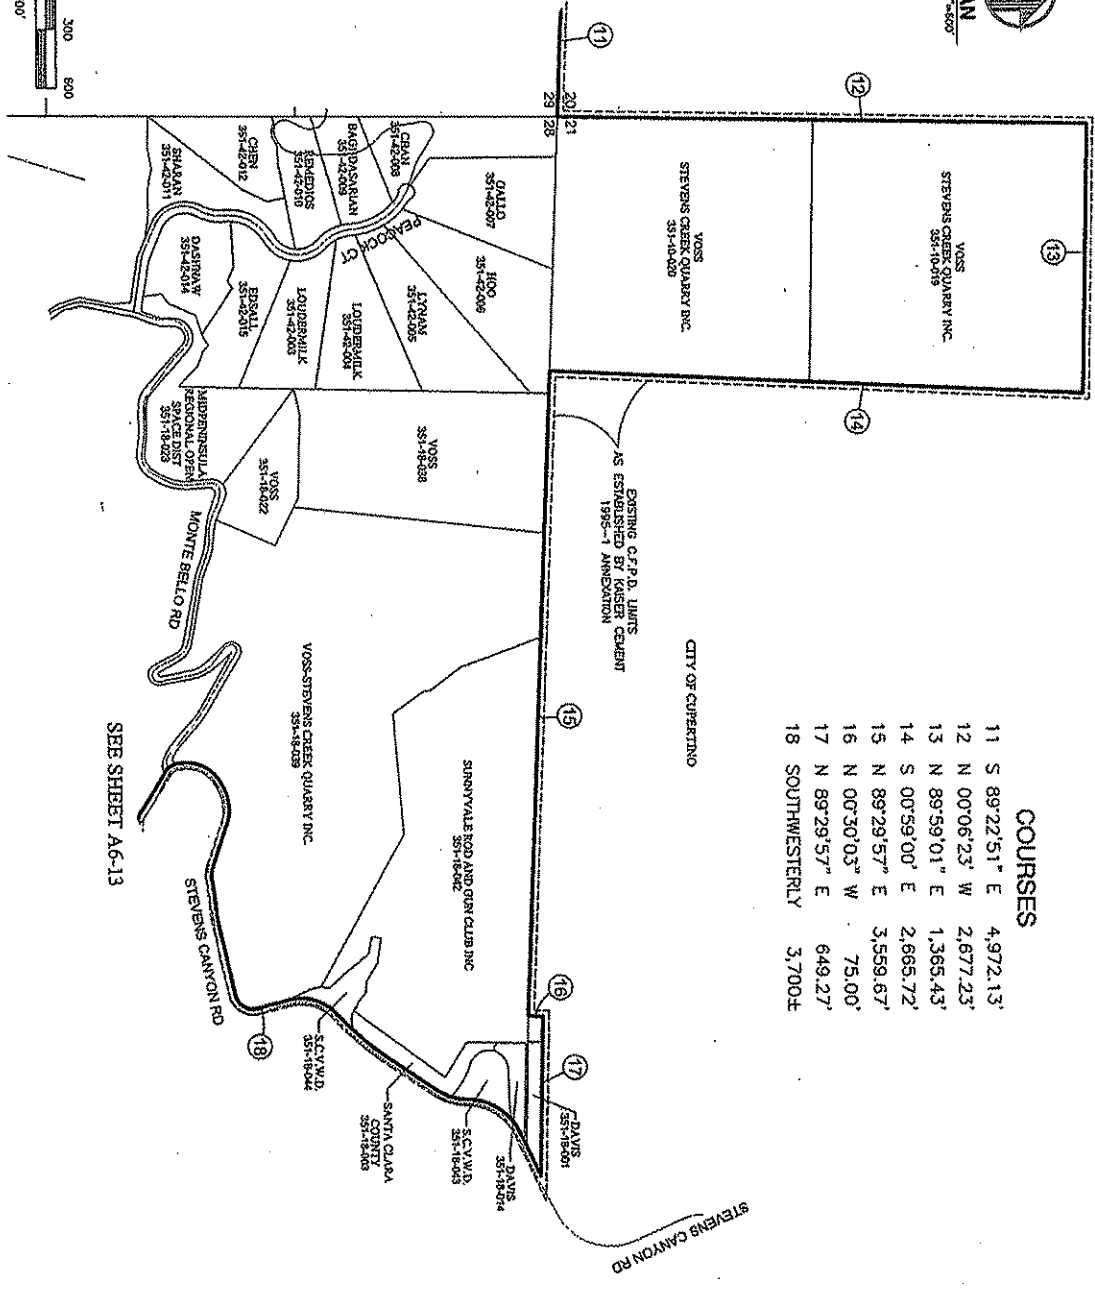 AN
"=600'
00'
300
600
COURSES
11 S 89°22'51" E 4,972.13'
12 N 00°06'23' W 2,677.23'
13 N 89°59'01" E 1,365.43'
14 S 00°59'00' E 2,665.72'
15 N 89°29'57" E 3,559.67'
16 N 00°30'03" W 75.00'
17 N 89°29'57" E 649.27'
18 SOUTHWESTERLY 3,700±
11
12
13
14
15
16
17
18
20
21
29
28
VOSS
STEVENS CREEK QUARRY INC.
351-10-019
VOSS
STEVENS CREEK QUARRY INC.
351-10-020
EXISTING C.F.P.D. LIMITS
AS ESTABLISHED BY KAISER CEMENT
1995-1 ANNEXATION
CITY OF CUPERTINO
GALLO
351-42-007
HOO
351-42-006
LYNAM
351-42-005
LOUDERMILK
351-42-004
LOUDERMILK
351-42-003
EDSALL
351-42-015
DASHNAW
351-42-014
351-42-008
BAGHDASARIAN
351-42-009
REMEDIOS
351-42-010
CHEN
351-42-012
SHARAN
351-42-011
PEACOCK CT
VOSS
351-18-038
VOSS
351-18-022
MIDPENINSULA
REGIONAL OPEN
SPACE DIST
351-18-023
MONTE BELLO RD
VOSS-STEVENS CREEK QUARRY INC.
351-18-039
SUNNYVALE ROD AND GUN CLUB INC
351-18-042
STEVENS CANYON RD
S.C.V.W.D.
351-18-044
SANTA CLARA
COUNTY
351-18-003
S.C.V.W.D.
351-18-043
DAVIS
351-18-014
DAVIS
351-18-001
STEVENS CANYON RD
SEE SHEET A6-13